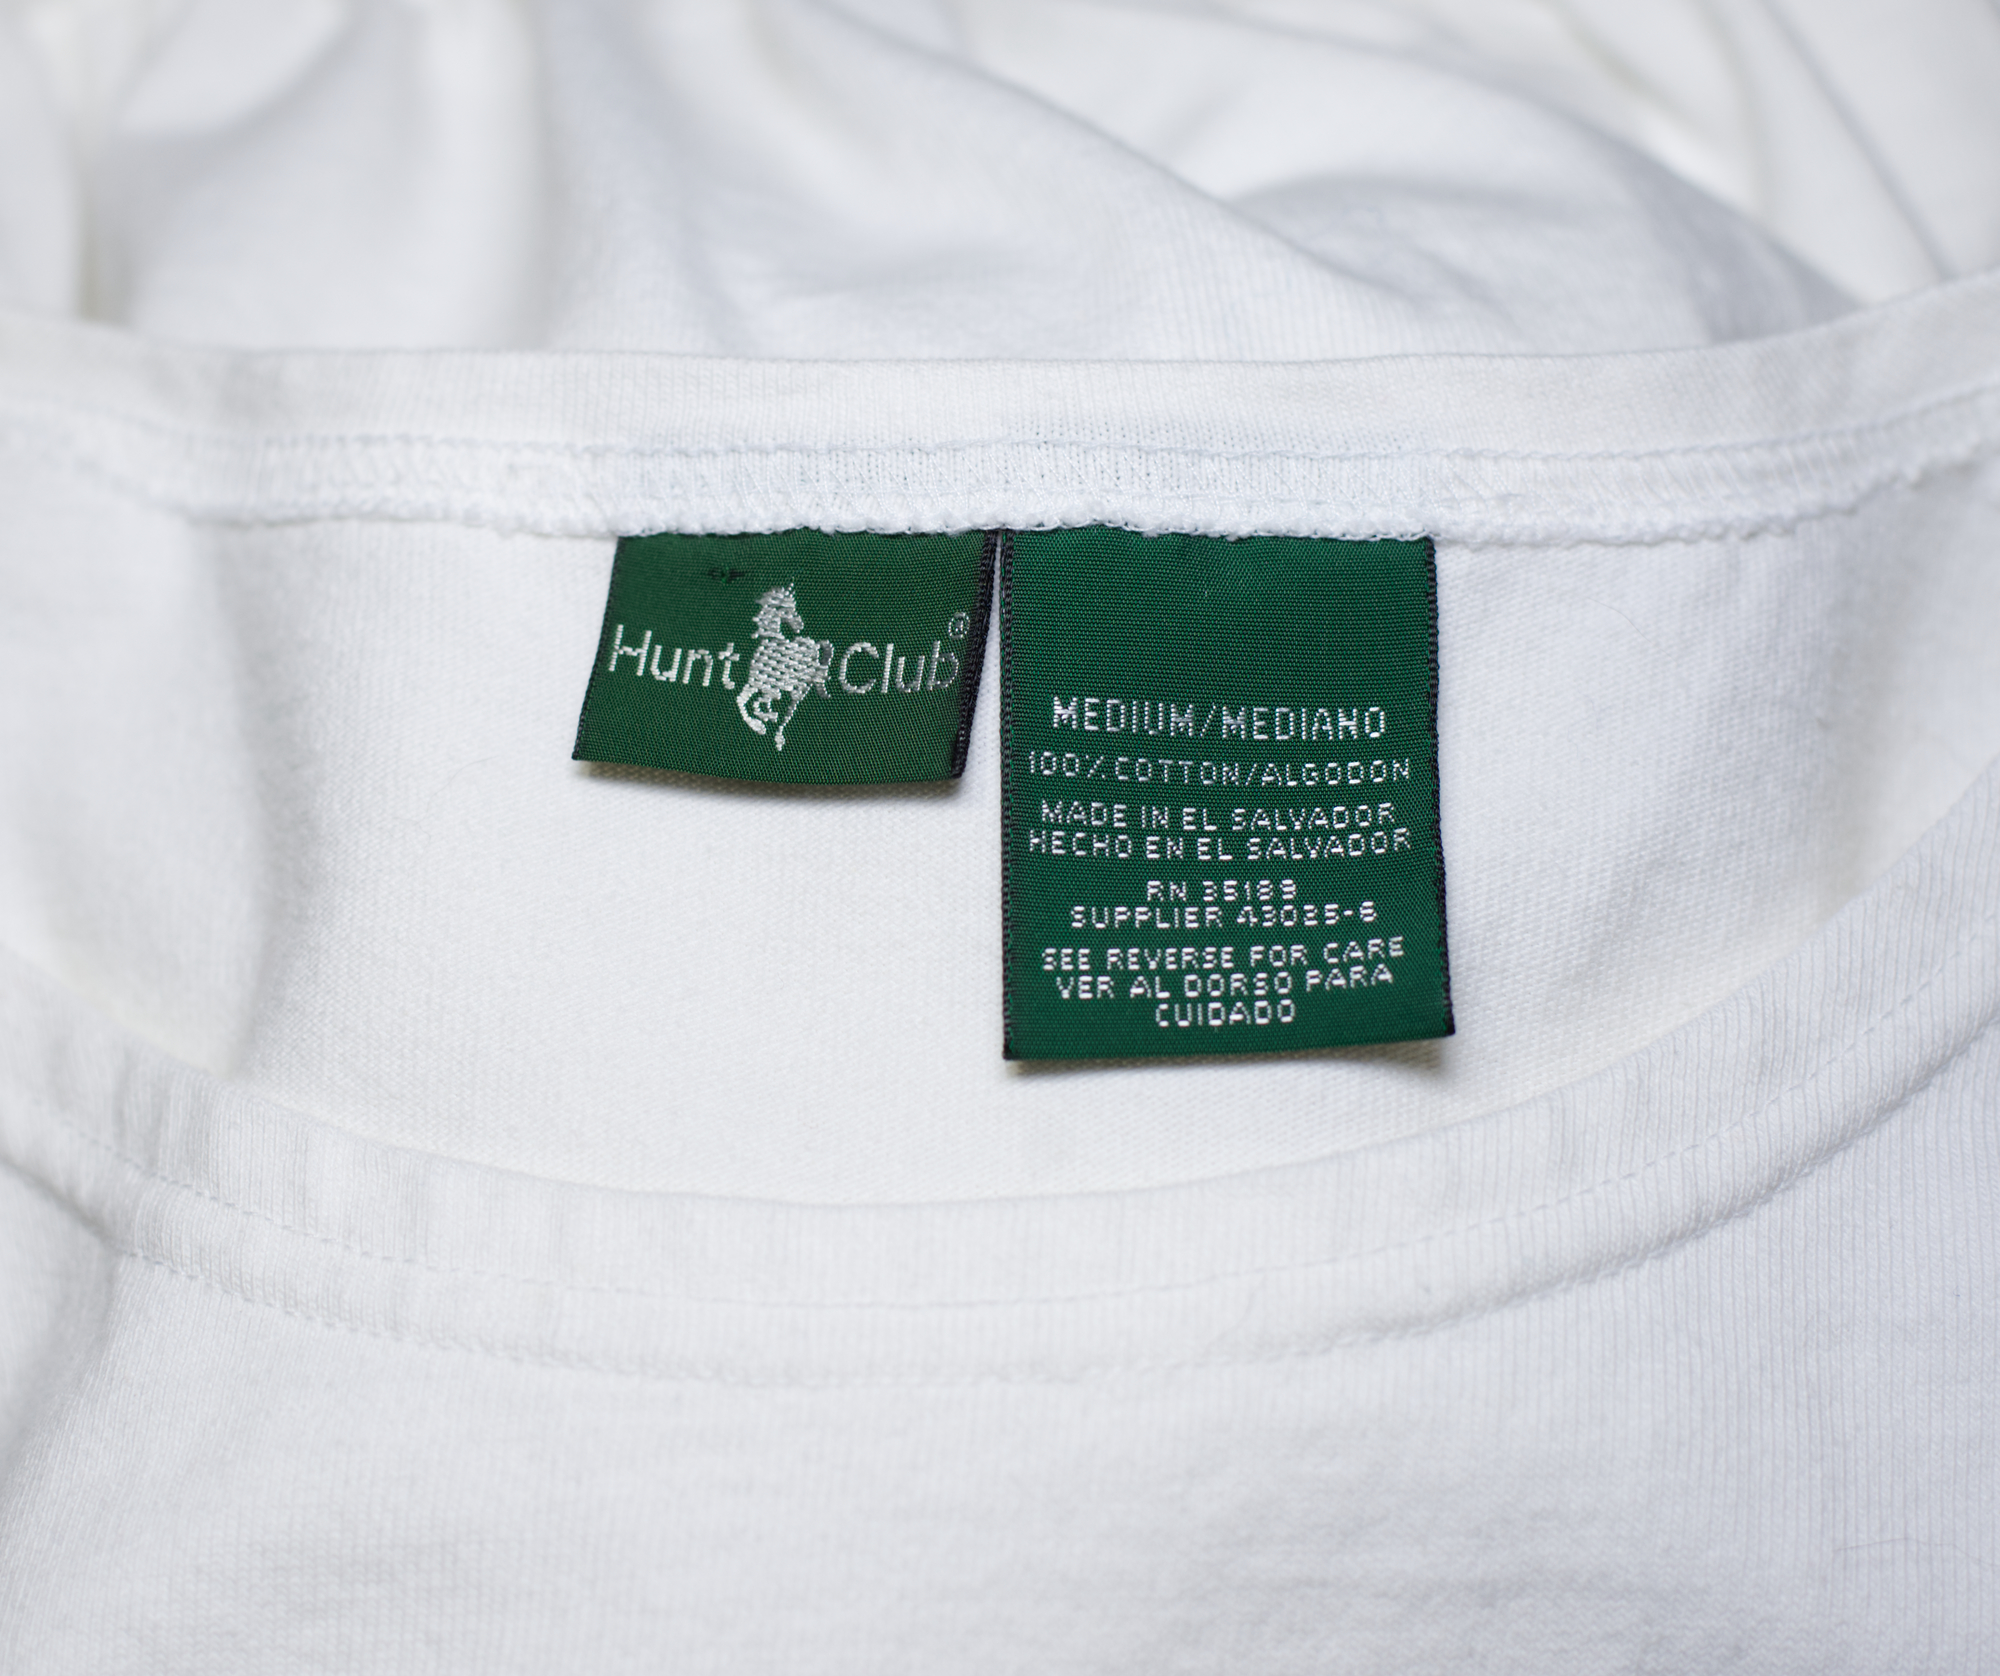 Hunt Club®
MEDIUM/MEDIANO
100% COTTON/ALGODON
MADE IN EL SALVADOR
HECHO EN EL SALVADOR
RN 35189
SUPPLIER 43025-6
SEE REVERSE FOR CARE
VER AL DORSO PARA
CUIDADO